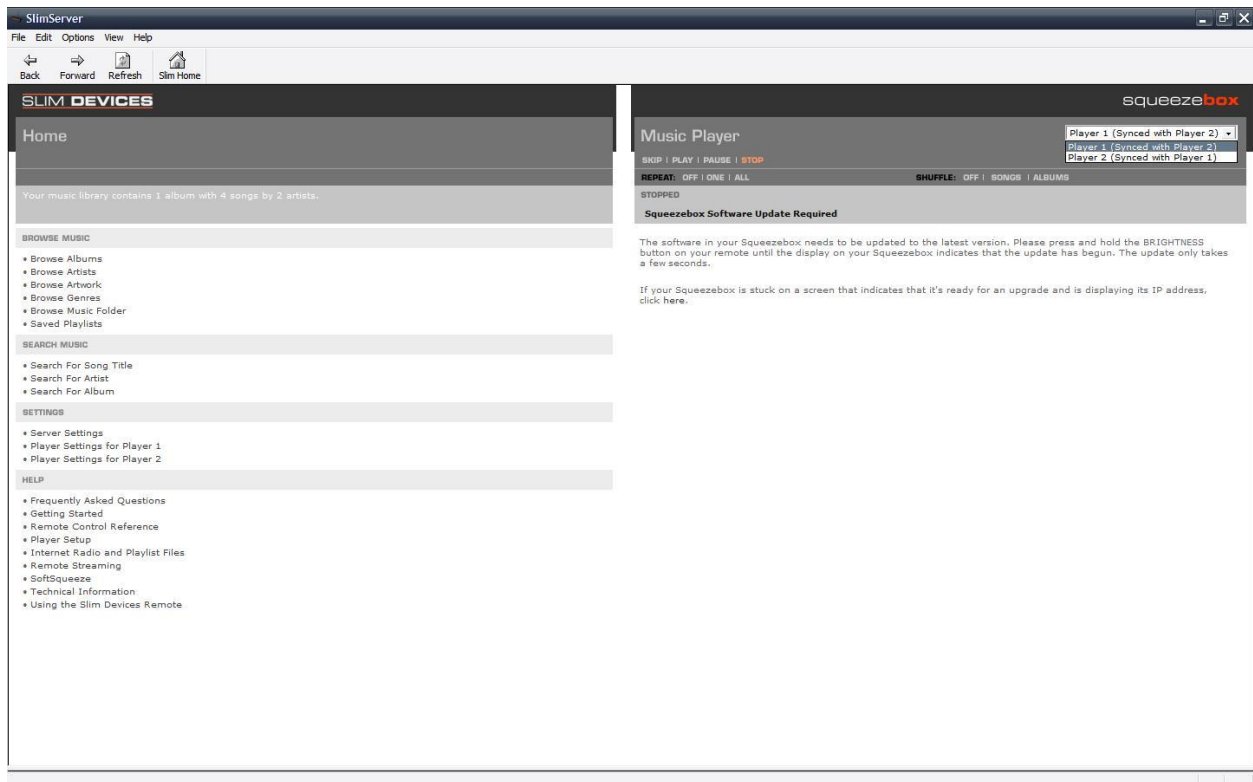 SlimServer
File Edit Options View Help
Back Forward Refresh Slim Home
SLIM DEVICES
Home
Your music library contains 1 album with 4 songs by 2 artists.
BROWSE MUSIC
• Browse Albums
• Browse Artists
• Browse Artwork
• Browse Genres
• Browse Music Folder
• Saved Playlists
SEARCH MUSIC
• Search For Song Title
• Search For Artist
• Search For Album
SETTINGS
• Server Settings
• Player Settings for Player 1
• Player Settings for Player 2
HELP
• Frequently Asked Questions
• Getting Started
• Remote Control Reference
• Player Setup
• Internet Radio and Playlist Files
• Remote Streaming
• SoftSqueeze
• Technical Information
• Using the Slim Devices Remote
squeezebox
Music Player
Player 1 (Synced with Player 2)
Player 1 (Synced with Player 2)
Player 2 (Synced with Player 1)
SKIP | PLAY | PAUSE | STOP
REPEAT: OFF | ONE | ALL SHUFFLE: OFF | SONGS | ALBUMS
STOPPED
Squeezebox Software Update Required
The software in your Squeezebox needs to be updated to the latest version. Please press and hold the BRIGHTNESS
button on your remote until the display on your Squeezebox indicates that the update has begun. The update only takes
a few seconds.
If your Squeezebox is stuck on a screen that indicates that it's ready for an upgrade and is displaying its IP address,
click here.